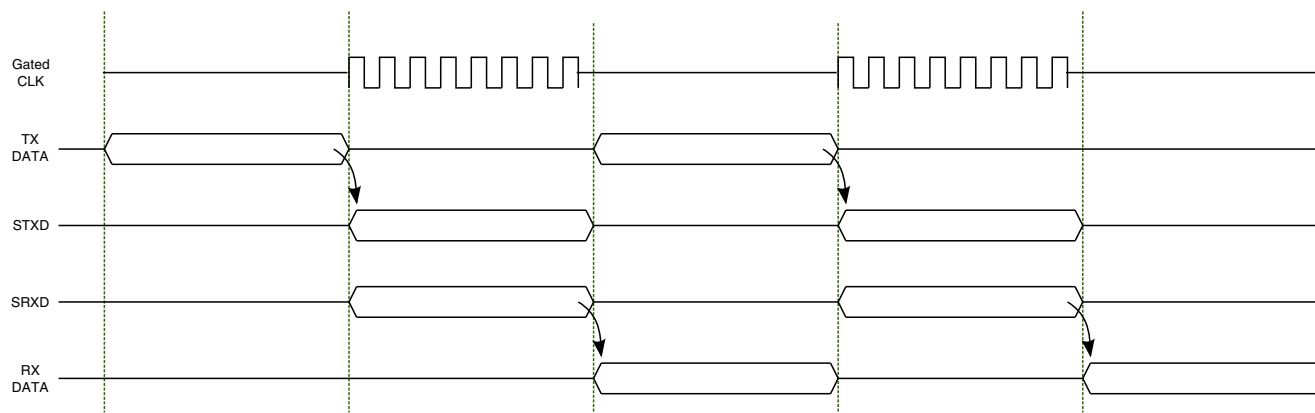 Gated
CLK
TX
DATA
STXD
SRXD
RX
DATA